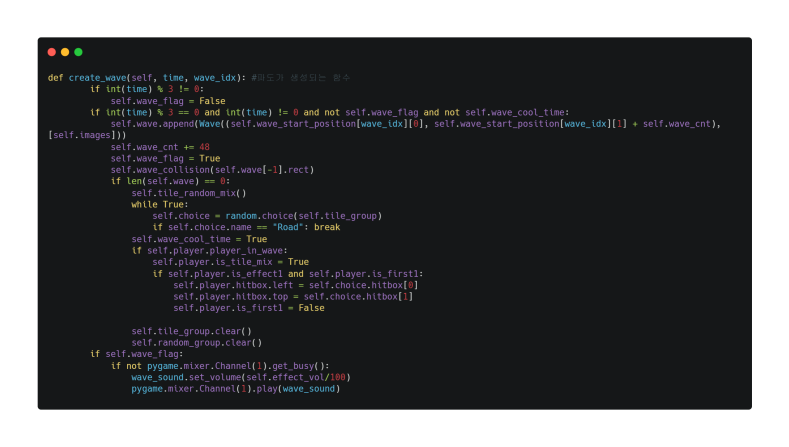 def create_wave(self, time, wave_idx): #파도가 생성되는 함수
if int(time) % 3 != 0:
self.wave_flag = False
if int(time) % 3 == 0 and int(time) != 0 and not self.wave_flag and not self.wave_cool_time:
self.wave.append(Wave((self.wave_start_position[wave_idx][0], self.wave_start_position[wave_idx][1] + self.wave_cnt),
[self.images]))
self.wave_cnt += 48
self.wave_flag = True
self.wave_collision(self.wave[-1].rect)
if len(self.wave) == 0:
self.tile_random_mix()
while True:
self.choice = random.choice(self.tile_group)
if self.choice.name == "Road": break
self.wave_cool_time = True
if self.player.player_in_wave:
self.player.is_tile_mix = True
if self.player.is_effect1 and self.player.is_first1:
self.player.hitbox.left = self.choice.hitbox[0]
self.player.hitbox.top = self.choice.hitbox[1]
self.player.is_first1 = False
self.tile_group.clear()
self.random_group.clear()
if self.wave_flag:
if not pygame.mixer.Channel(1).get_busy():
wave_sound.set_volume(self.effect_vol/100)
pygame.mixer.Channel(1).play(wave_sound)